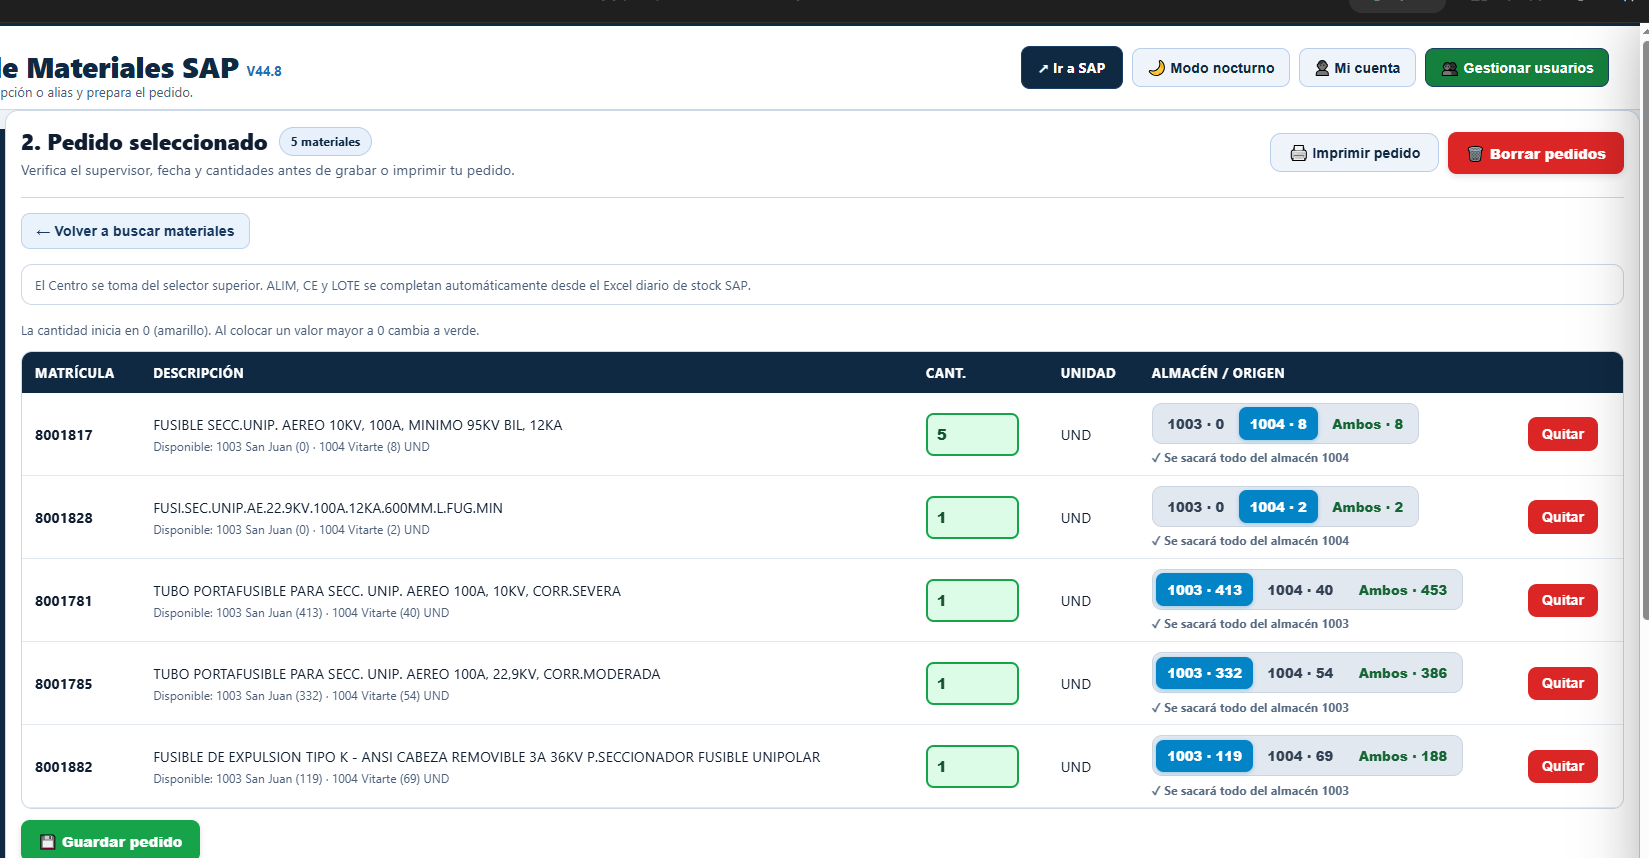 e Materiales SAP V44.8
pción o alias y prepara el pedido.
↗ Ir a SAP
🌙 Modo nocturno
👤 Mi cuenta
👥 Gestionar usuarios
2. Pedido seleccionado 5 materiales
Verifica el supervisor, fecha y cantidades antes de grabar o imprimir tu pedido.
🖨️ Imprimir pedido
🗑️ Borrar pedidos
← Volver a buscar materiales
El Centro se toma del selector superior. ALIM, CE y LOTE se completan automáticamente desde el Excel diario de stock SAP.
La cantidad inicia en 0 (amarillo). Al colocar un valor mayor a 0 cambia a verde.
MATRÍCULA DESCRIPCIÓN CANT. UNIDAD ALMACÉN / ORIGEN
8001817 FUSIBLE SECC.UNIP. AEREO 10KV, 100A, MINIMO 95KV BIL, 12KA 5 UND 1003 · 0 1004 · 8 Ambos · 8 Quitar
Disponible: 1003 San Juan (0) · 1004 Vitarte (8) UND
✓ Se sacará todo del almacén 1004
8001828 FUSI.SEC.UNIP.AE.22.9KV.100A.12KA.600MM.L.FUG.MIN 1 UND 1003 · 0 1004 · 2 Ambos · 2 Quitar
Disponible: 1003 San Juan (0) · 1004 Vitarte (2) UND
✓ Se sacará todo del almacén 1004
8001781 TUBO PORTAFUSIBLE PARA SECC. UNIP. AEREO 100A, 10KV, CORR.SEVERA 1 UND 1003 · 413 1004 · 40 Ambos · 453 Quitar
Disponible: 1003 San Juan (413) · 1004 Vitarte (40) UND
✓ Se sacará todo del almacén 1003
8001785 TUBO PORTAFUSIBLE PARA SECC. UNIP. AEREO 100A, 22,9KV, CORR.MODERADA 1 UND 1003 · 332 1004 · 54 Ambos · 386 Quitar
Disponible: 1003 San Juan (332) · 1004 Vitarte (54) UND
✓ Se sacará todo del almacén 1003
8001882 FUSIBLE DE EXPULSION TIPO K - ANSI CABEZA REMOVIBLE 3A 36KV P.SECCIONADOR FUSIBLE UNIPOLAR 1 UND 1003 · 119 1004 · 69 Ambos · 188 Quitar
Disponible: 1003 San Juan (119) · 1004 Vitarte (69) UND
✓ Se sacará todo del almacén 1003
💾 Guardar pedido